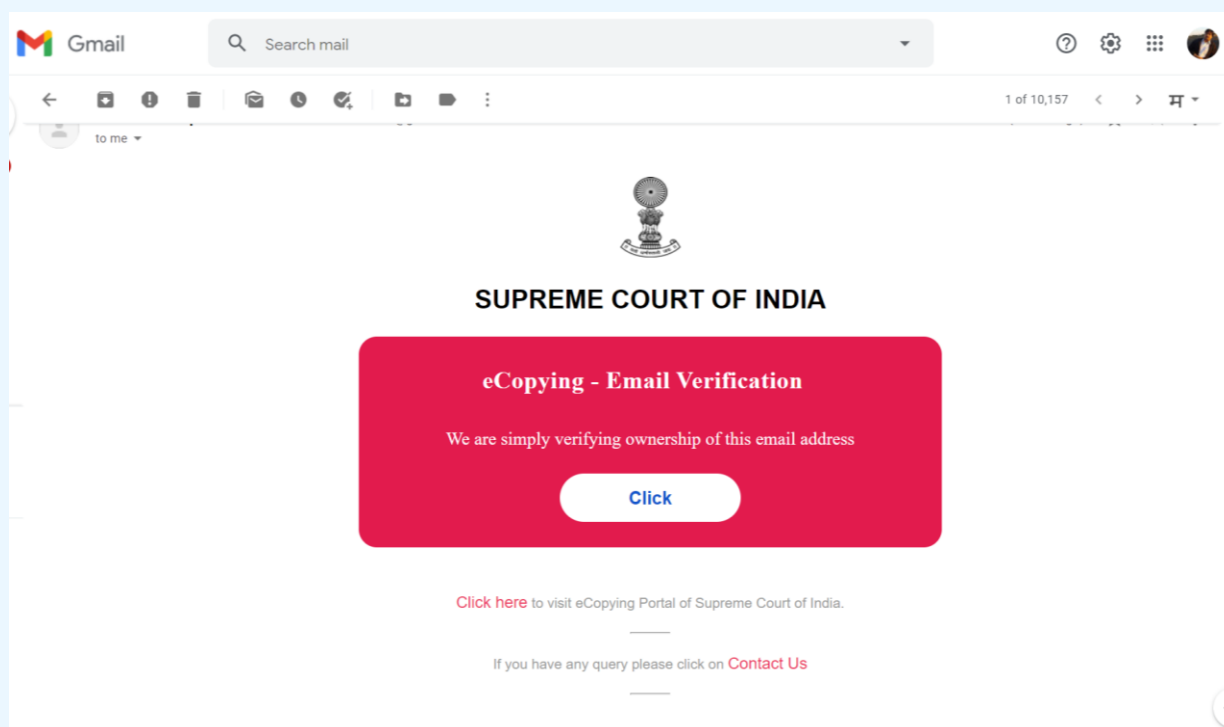 Gmail
Search mail
1 of 10,157
म
to me
SUPREME COURT OF INDIA
eCopying - Email Verification
We are simply verifying ownership of this email address
Click
Click here to visit eCopying Portal of Supreme Court of India.
If you have any query please click on Contact Us